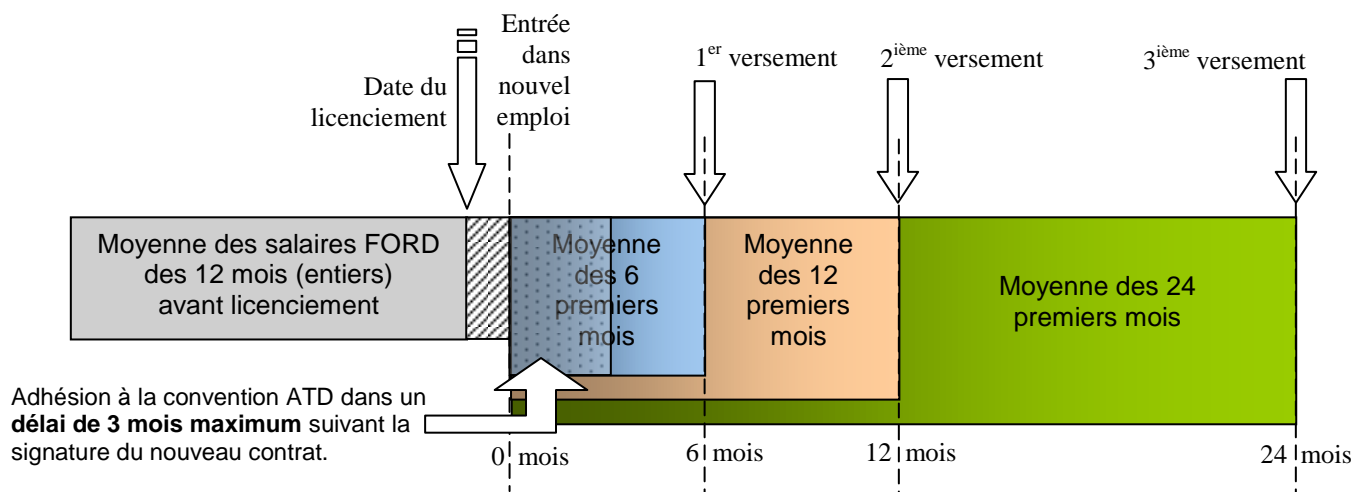 Entrée
dans
nouvel
emploi
Date du
licenciement
1er versement
2ième versement
3ième versement
Moyenne des salaires FORD
des 12 mois (entiers)
avant licenciement
Moyenne
des 6
premiers
mois
Moyenne
des 12
premiers
mois
Moyenne des 24
premiers mois
Adhésion à la convention ATD dans un
délai de 3 mois maximum suivant la
signature du nouveau contrat.
0 mois
6 mois
12 mois
24 mois